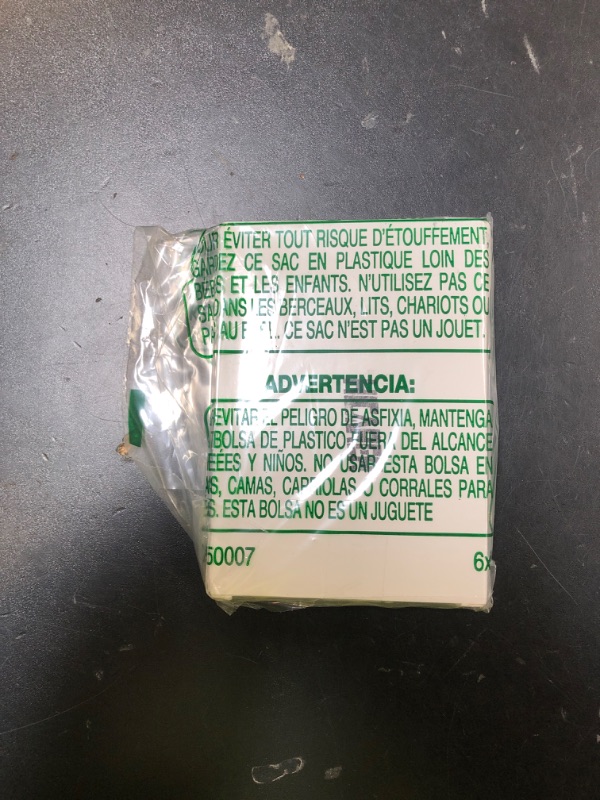 ÉVITER TOUT RISQUE D'ÉTOUFFEMENT,
CE SAC EN PLASTIQUE LOIN DES
ET LES ENFANTS. N'UTILISEZ PAS CE
LES BERCEAUX, LITS, CHARIOTS OU
CE SAC N'EST PAS UN JOUET.
ADVERTENCIA:
EVITAR EL PELIGRO DE ASFIXIA, MANTENGA
BOLSA DE PLASTICO FUERA DEL ALCANCE
Y NIÑOS. NO USAR ESTA BOLSA EN
CAMAS, CARRIOLAS O CORRALES PARA
ESTA BOLSA NO ES UN JUGUETE
50007 6x